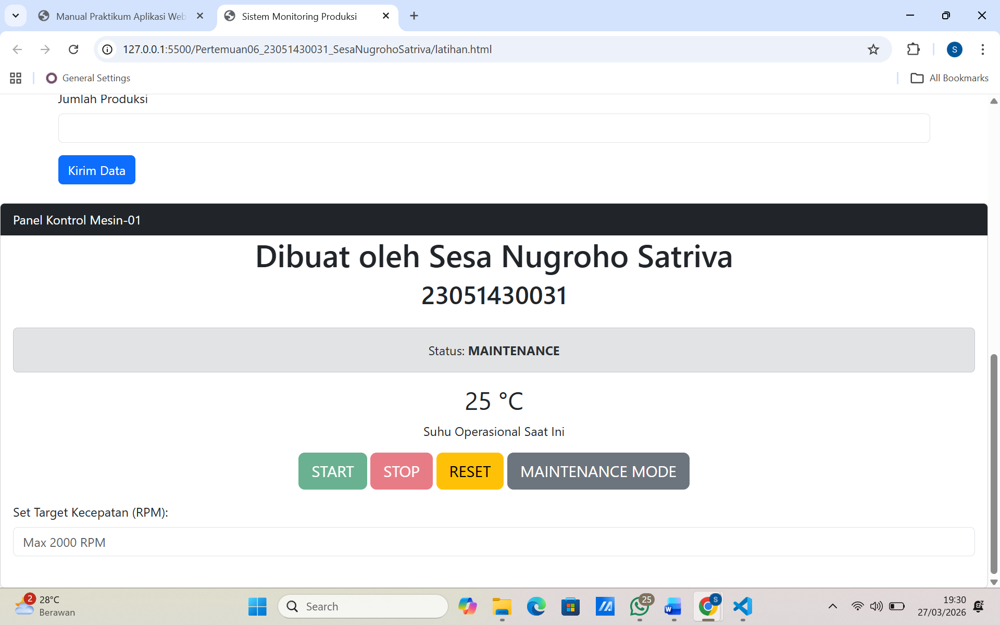 Manual Praktikum Aplikasi Web
Sistem Monitoring Produksi
127.0.0.1:5500/Pertemuan06_23051430031_SesaNugrohoSatriva/latihan.html
S
General Settings
All Bookmarks
Jumlah Produksi
Kirim Data
Panel Kontrol Mesin-01
Dibuat oleh Sesa Nugroho Satriva
23051430031
Status: MAINTENANCE
25 °C
Suhu Operasional Saat Ini
START STOP RESET MAINTENANCE MODE
Set Target Kecepatan (RPM):
Max 2000 RPM
2
28°C
Berawan
Search
25
S
19:30
27/03/2026